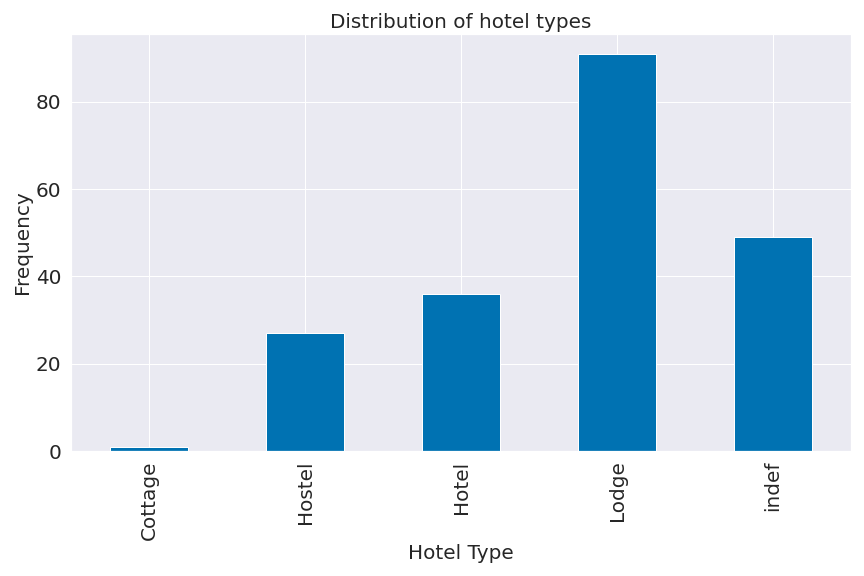 Distribution of hotel types
Frequency
80
60
40
20
0
Cottage
Hostel
Hotel
Lodge
indef
Hotel Type